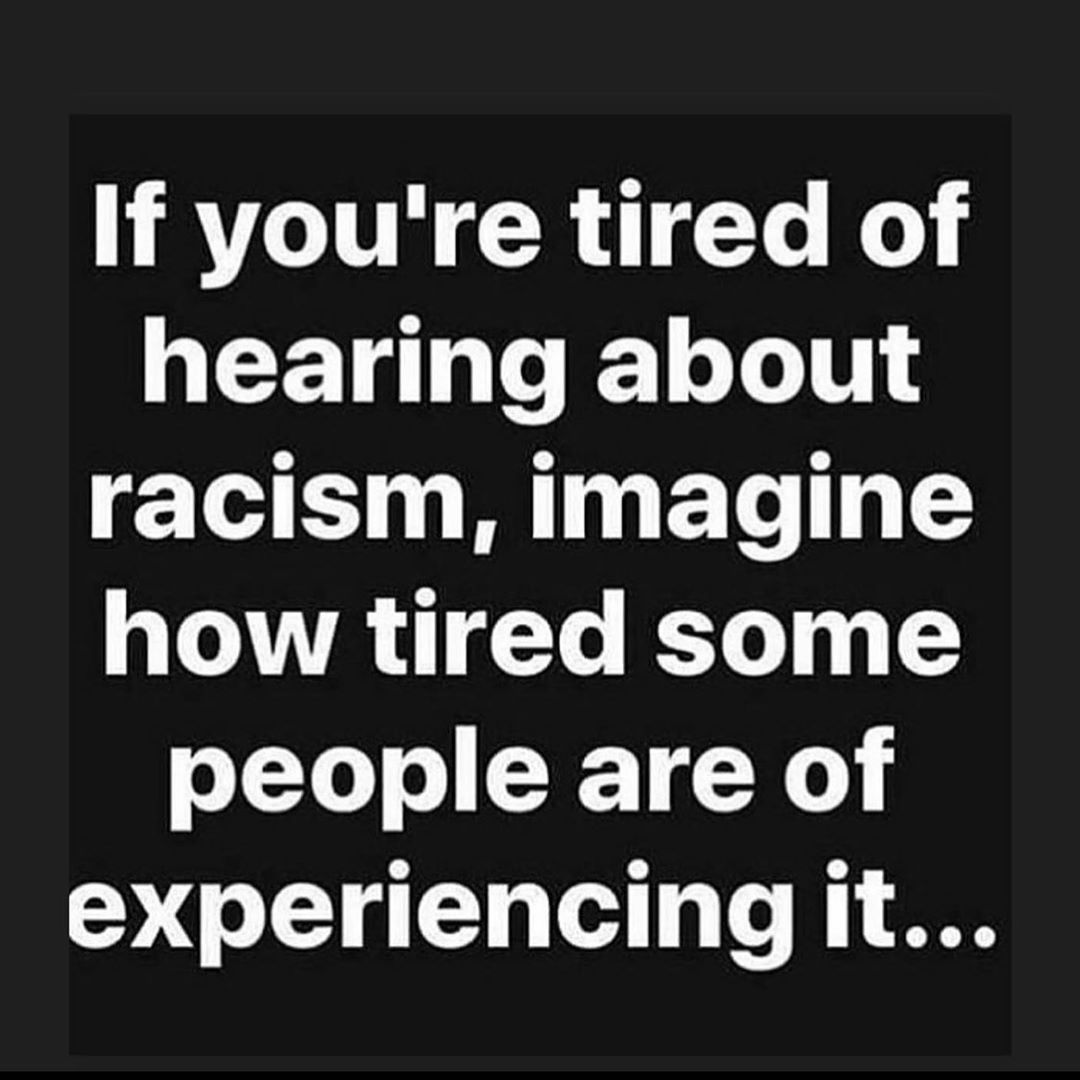 If you're tired of
hearing about
racism, imagine
how tired some
people are of
experiencing it...